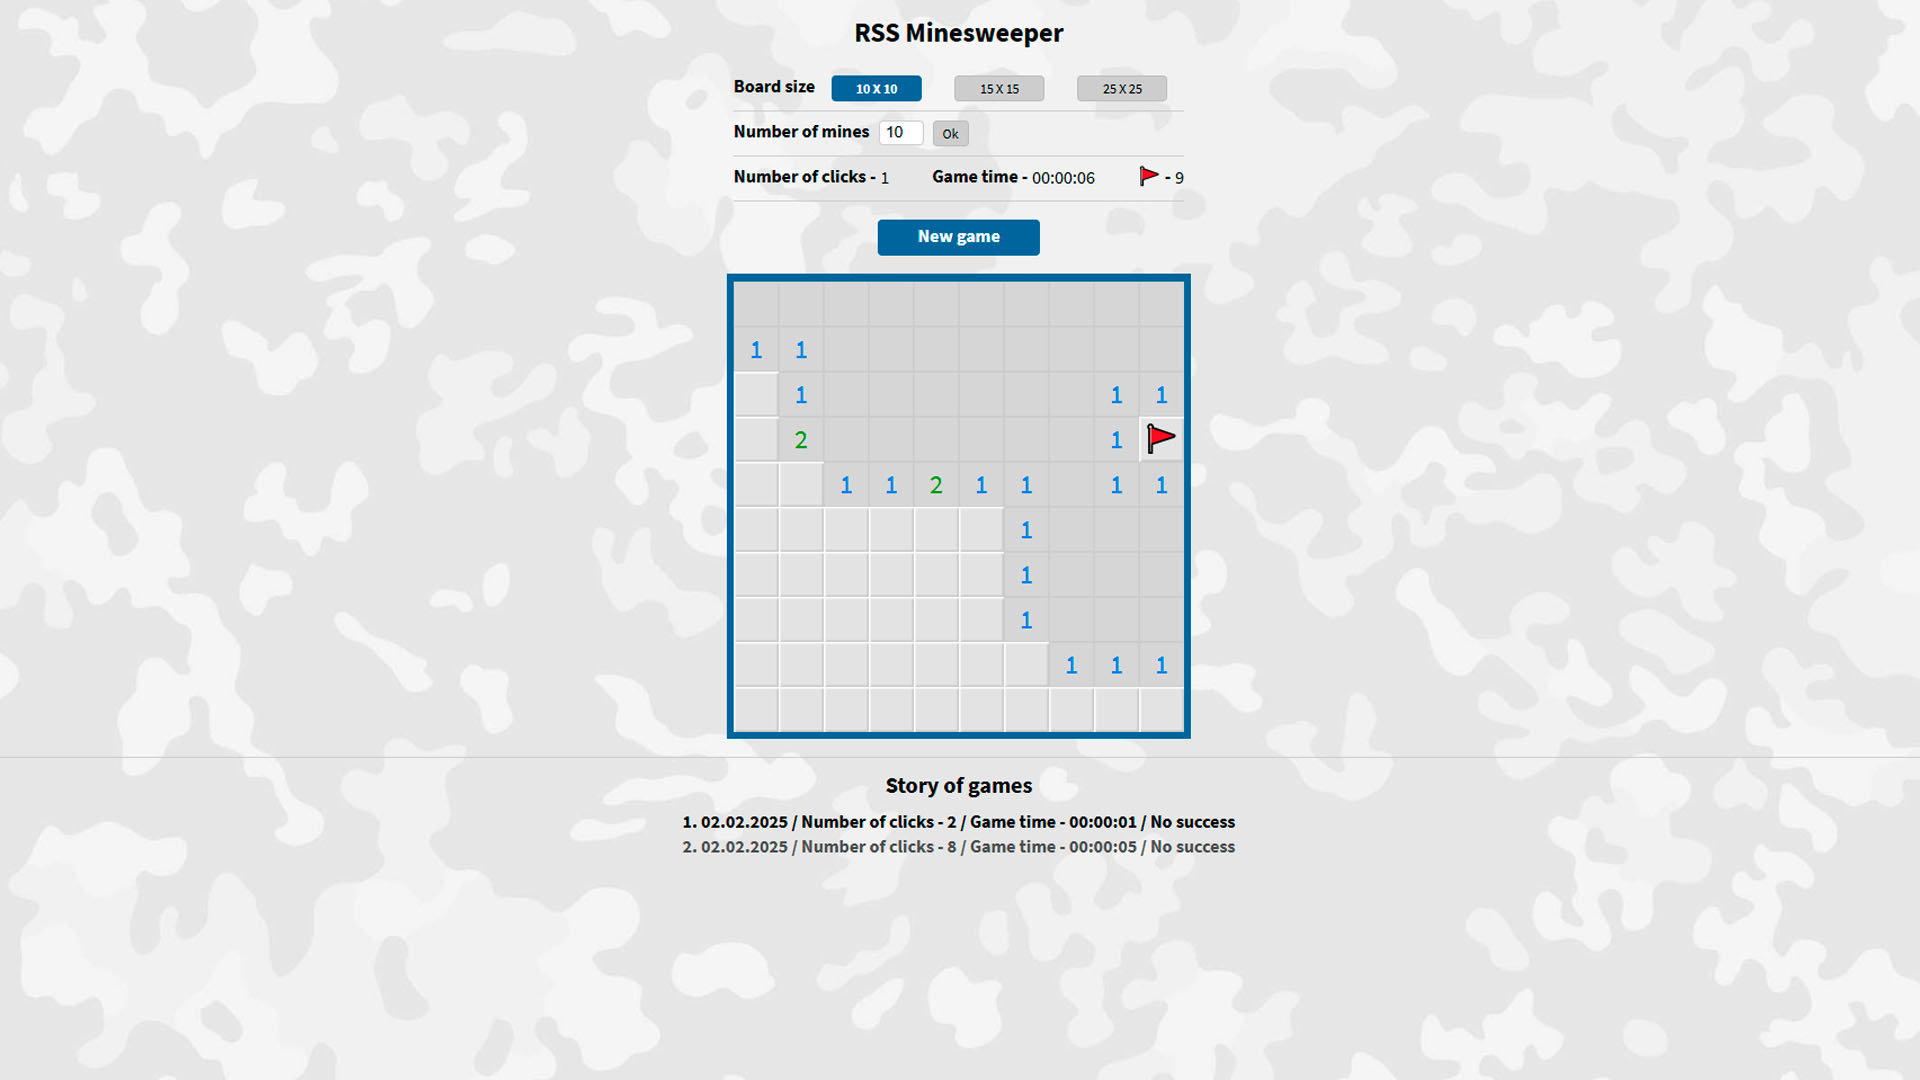 RSS Minesweeper
Board size 10 X 10 15 X 15 25 X 25
Number of mines 10 Ok
Number of clicks - 1 Game time - 00:00:06 - 9
New game
1 1
1 1 1
2 1
1 1 2 1 1 1 1
1
1
1
1 1 1
Story of games
1. 02.02.2025 / Number of clicks - 2 / Game time - 00:00:01 / No success
2. 02.02.2025 / Number of clicks - 8 / Game time - 00:00:05 / No success